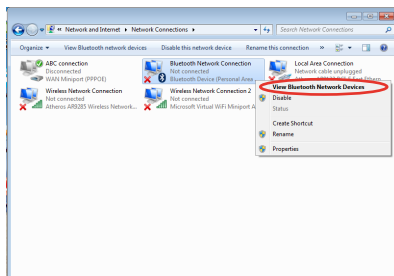 « Network and Internet ▸ Network Connections ▸
Search Network Connections
Organize ▾ View Bluetooth network devices Disable this network device Rename this connection »
ABC connection
Disconnected
WAN Miniport (PPPOE)
Bluetooth Network Connection
Not connected
Bluetooth Device (Personal Area ...
Local Area Connection
Network cable unplugged
Wireless Network Connection
Not connected
Atheros AR9285 Wireless Network...
Wireless Network Connection 2
Not connected
Microsoft Virtual WiFi Miniport A...
View Bluetooth Network Devices
Disable
Status
Create Shortcut
Rename
Properties